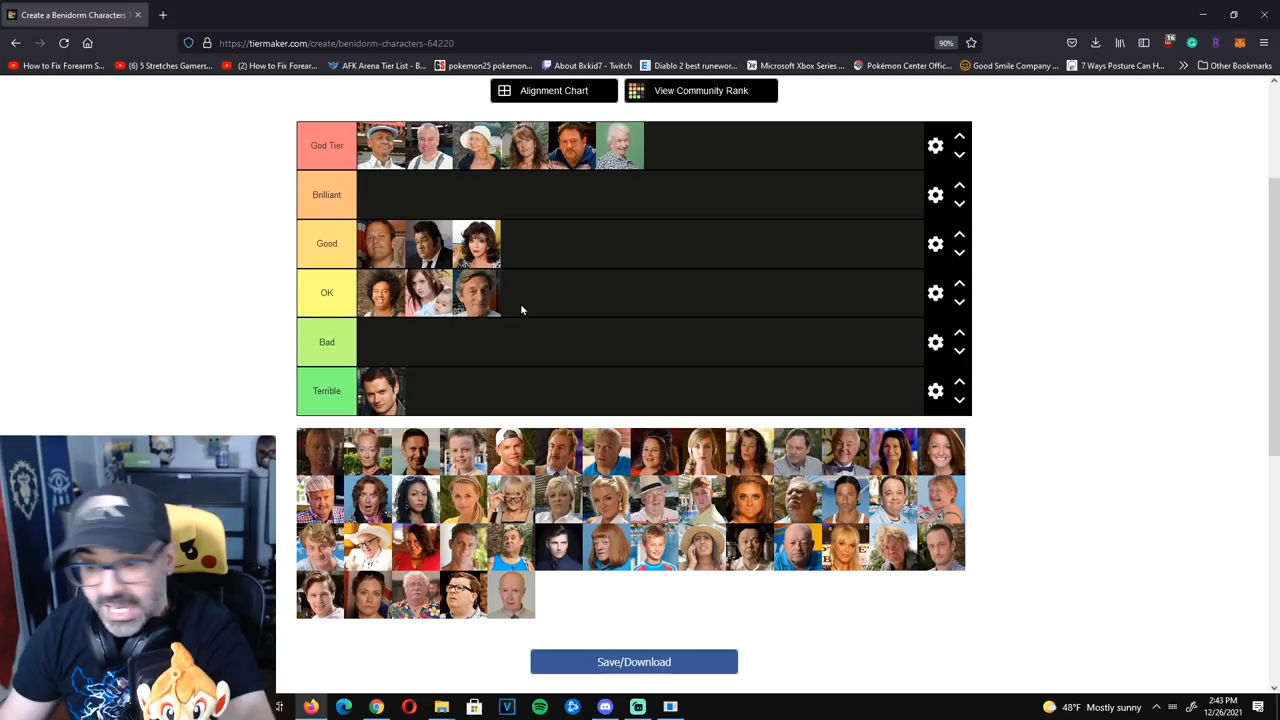 Create a Benidorm Characters T
https://tiermaker.com/create/benidorm-characters-64220
90%
16
How to Fix Forearm S...
(6) 5 Stretches Gamers...
(2) How to Fix Forear...
AFK Arena Tier List - B...
pokemon25 pokemon...
About Bxkid7 - Twitch
Diablo 2 best runewor...
Microsoft Xbox Series ...
Pokémon Center Offic...
Good Smile Company ...
7 Ways Posture Can H...
Other Bookmarks
Alignment Chart
View Community Rank
God Tier
Brilliant
Good
OK
Bad
Terrible
Save/Download
48°F Mostly sunny
2:43 PM
12/26/2021